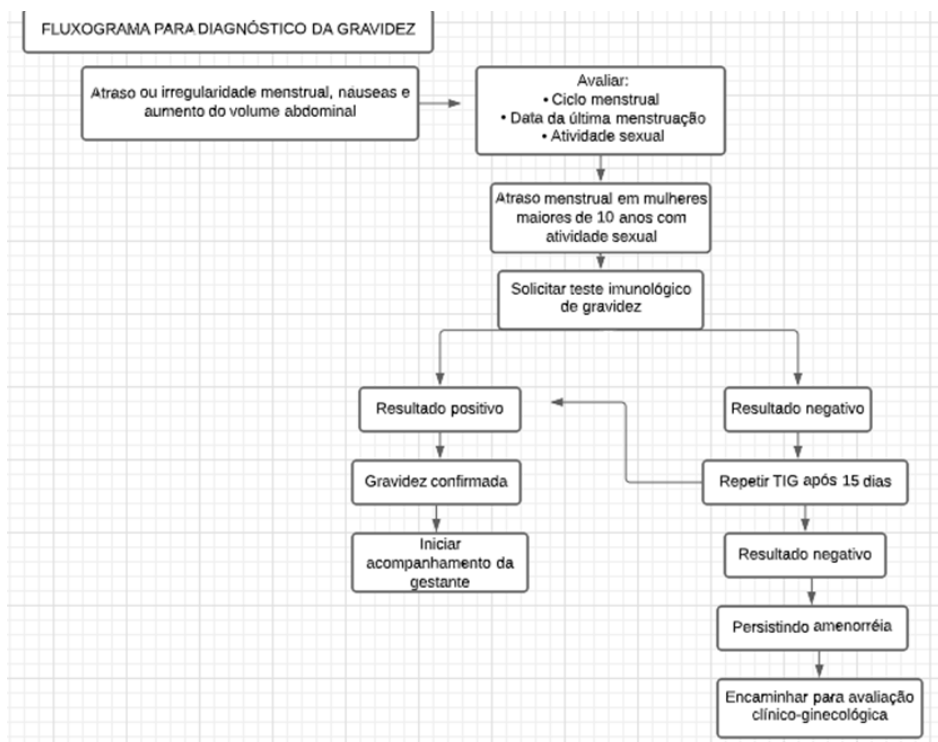 FLUXOGRAMA PARA DIAGNÓSTICO DA GRAVIDEZ
Atraso ou irregularidade menstrual, náuseas e
aumento do volume abdominal
Avaliar:
• Ciclo menstrual
• Data da última menstruação
• Atividade sexual
Atraso menstrual em mulheres
maiores de 10 anos com
atividade sexual
Solicitar teste imunológico
de gravidez
Resultado positivo
Resultado negativo
Gravidez confirmada
Repetir TIG após 15 dias
Iniciar
acompanhamento da
gestante
Resultado negativo
Persistindo amenorréia
Encaminhar para avaliação
clínico-ginecológica